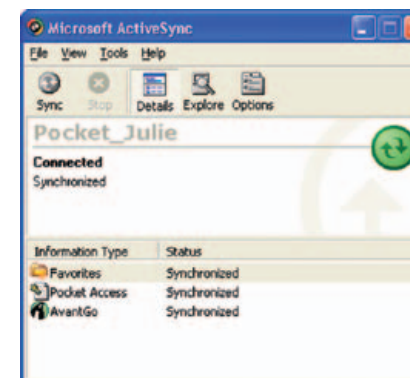 Microsoft ActiveSync
File View Tools Help
Sync Stop Details Explore Options
Pocket_Julie
Connected
Synchronized
Information Type Status
Favorites Synchronized
Pocket Access Synchronized
AvantGo Synchronized